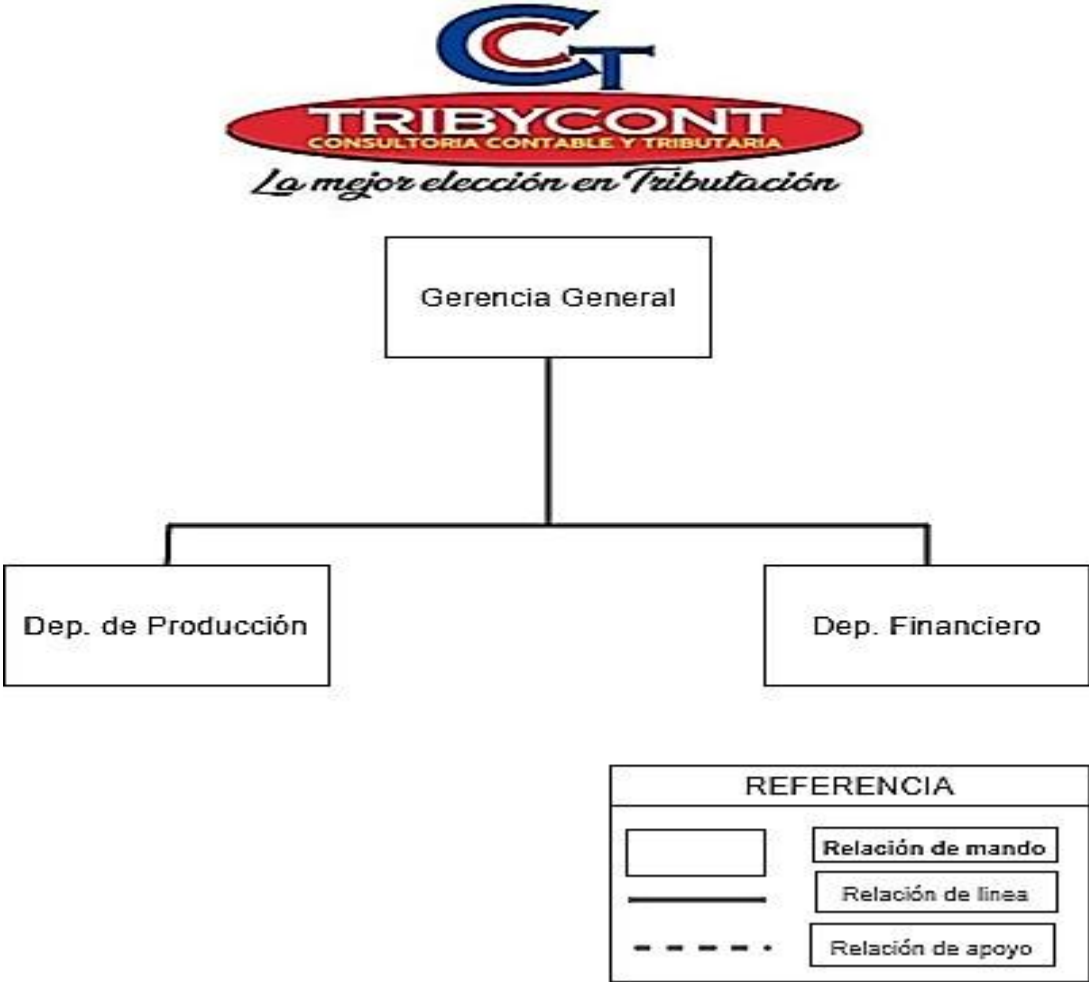 CCT
TRIBYCONT
CONSULTORIA CONTABLE Y TRIBUTARIA
La mejor elección en Tributación
Gerencia General
Dep. de Producción
Dep. Financiero
REFERENCIA
Relación de mando
Relación de linea
Relación de apoyo